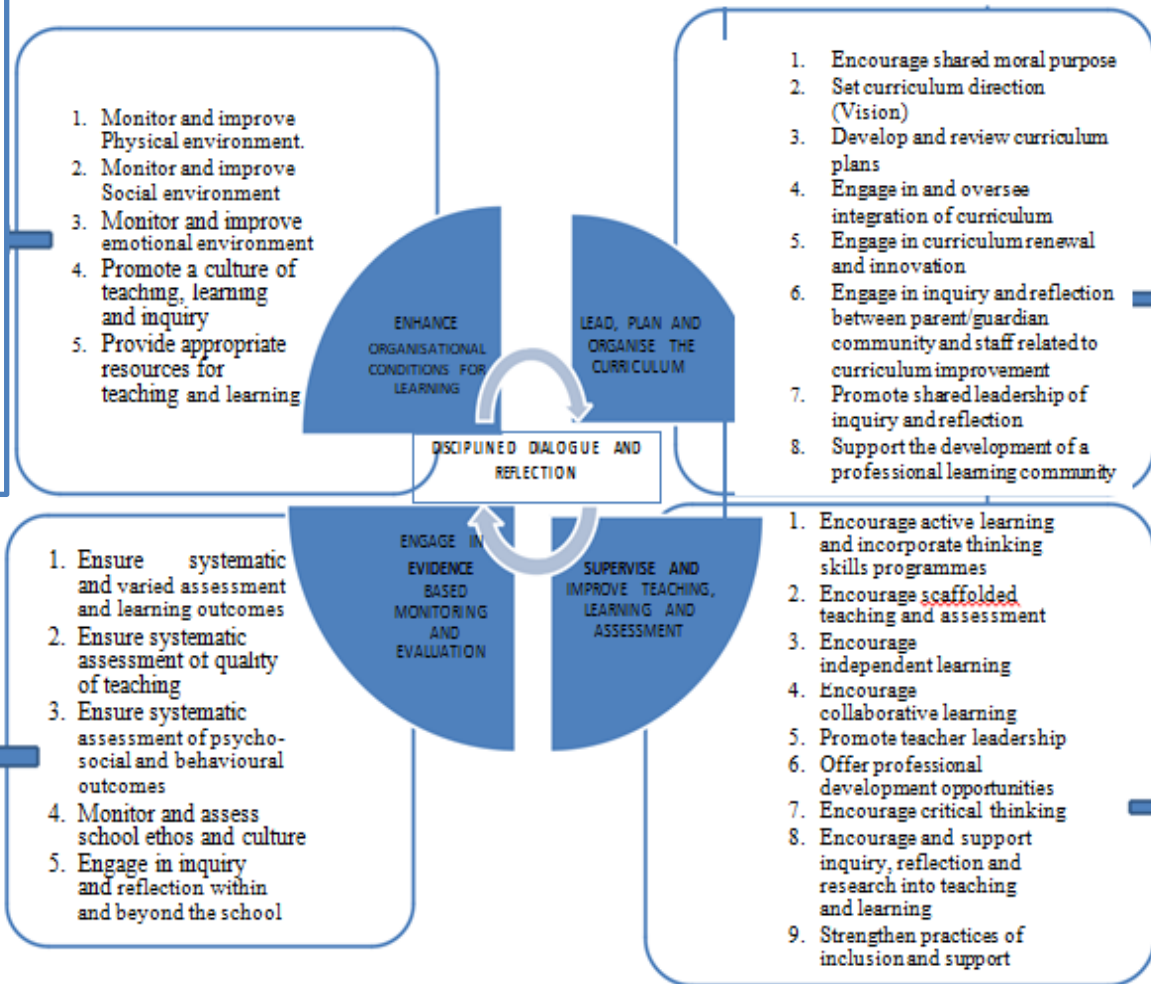 1. Monitor and improve
Physical environment.
2. Monitor and improve
Social environment
3. Monitor and improve
emotional environment
4. Promote a culture of
teaching, learning
and inquiry
5. Provide appropriate
resources for
teaching and learning
ENHANCE
ORGANISATIONAL
CONDITIONS FOR
LEARNING
LEAD, PLAN AND
ORGANISE THE
CURRICULUM
1. Encourage shared moral purpose
2. Set curriculum direction
(Vision)
3. Develop and review curriculum
plans
4. Engage in and oversee
integration of curriculum
5. Engage in curriculum renewal
and innovation
6. Engage in inquiry and reflection
between parent/guardian
community and staff related to
curriculum improvement
7. Promote shared leadership of
inquiry and reflection
8. Support the development of a
professional learning community
DISCIPLINED DIALOGUE AND
REFLECTION
1. Ensure systematic
and varied assessment
and learning outcomes
2. Ensure systematic
assessment of quality
of teaching
3. Ensure systematic
assessment of psycho-
social and behavioural
outcomes
4. Monitor and assess
school ethos and culture
5. Engage in inquiry
and reflection within
and beyond the school
ENGAGE IN
EVIDENCE
BASED
MONITORING
AND
EVALUATION
SUPERVISE AND
IMPROVE TEACHING,
LEARNING AND
ASSESSMENT
1. Encourage active learning
and incorporate thinking
skills programmes
2. Encourage scaffolded
teaching and assessment
3. Encourage
independent learning
4. Encourage
collaborative learning
5. Promote teacher leadership
6. Offer professional
development opportunities
7. Encourage critical thinking
8. Encourage and support
inquiry, reflection and
research into teaching
and learning
9. Strengthen practices of
inclusion and support